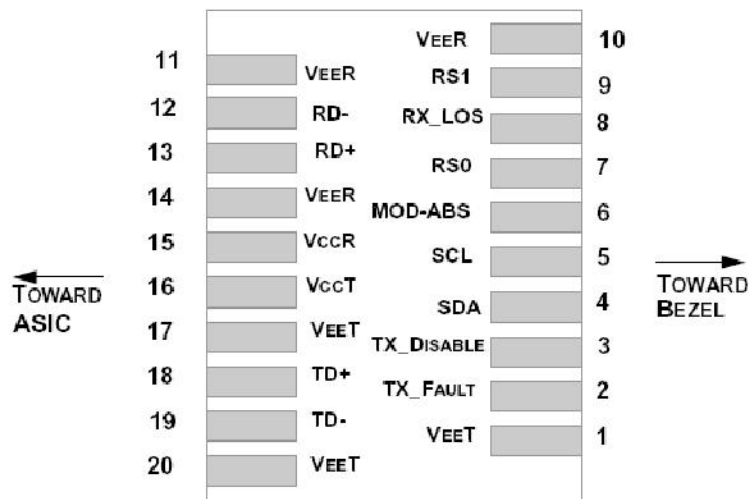 11 VEER
12 RD-
13 RD+
14 VEER
15 VCCR
16 VCCT
17 VEET
18 TD+
19 TD-
20 VEET
TOWARD
ASIC
VEER 10
RS1 9
RX_LOS 8
RS0 7
MOD-ABS 6
SCL 5
SDA 4
TX_DISABLE 3
TX_FAULT 2
VEET 1
TOWARD
BEZEL